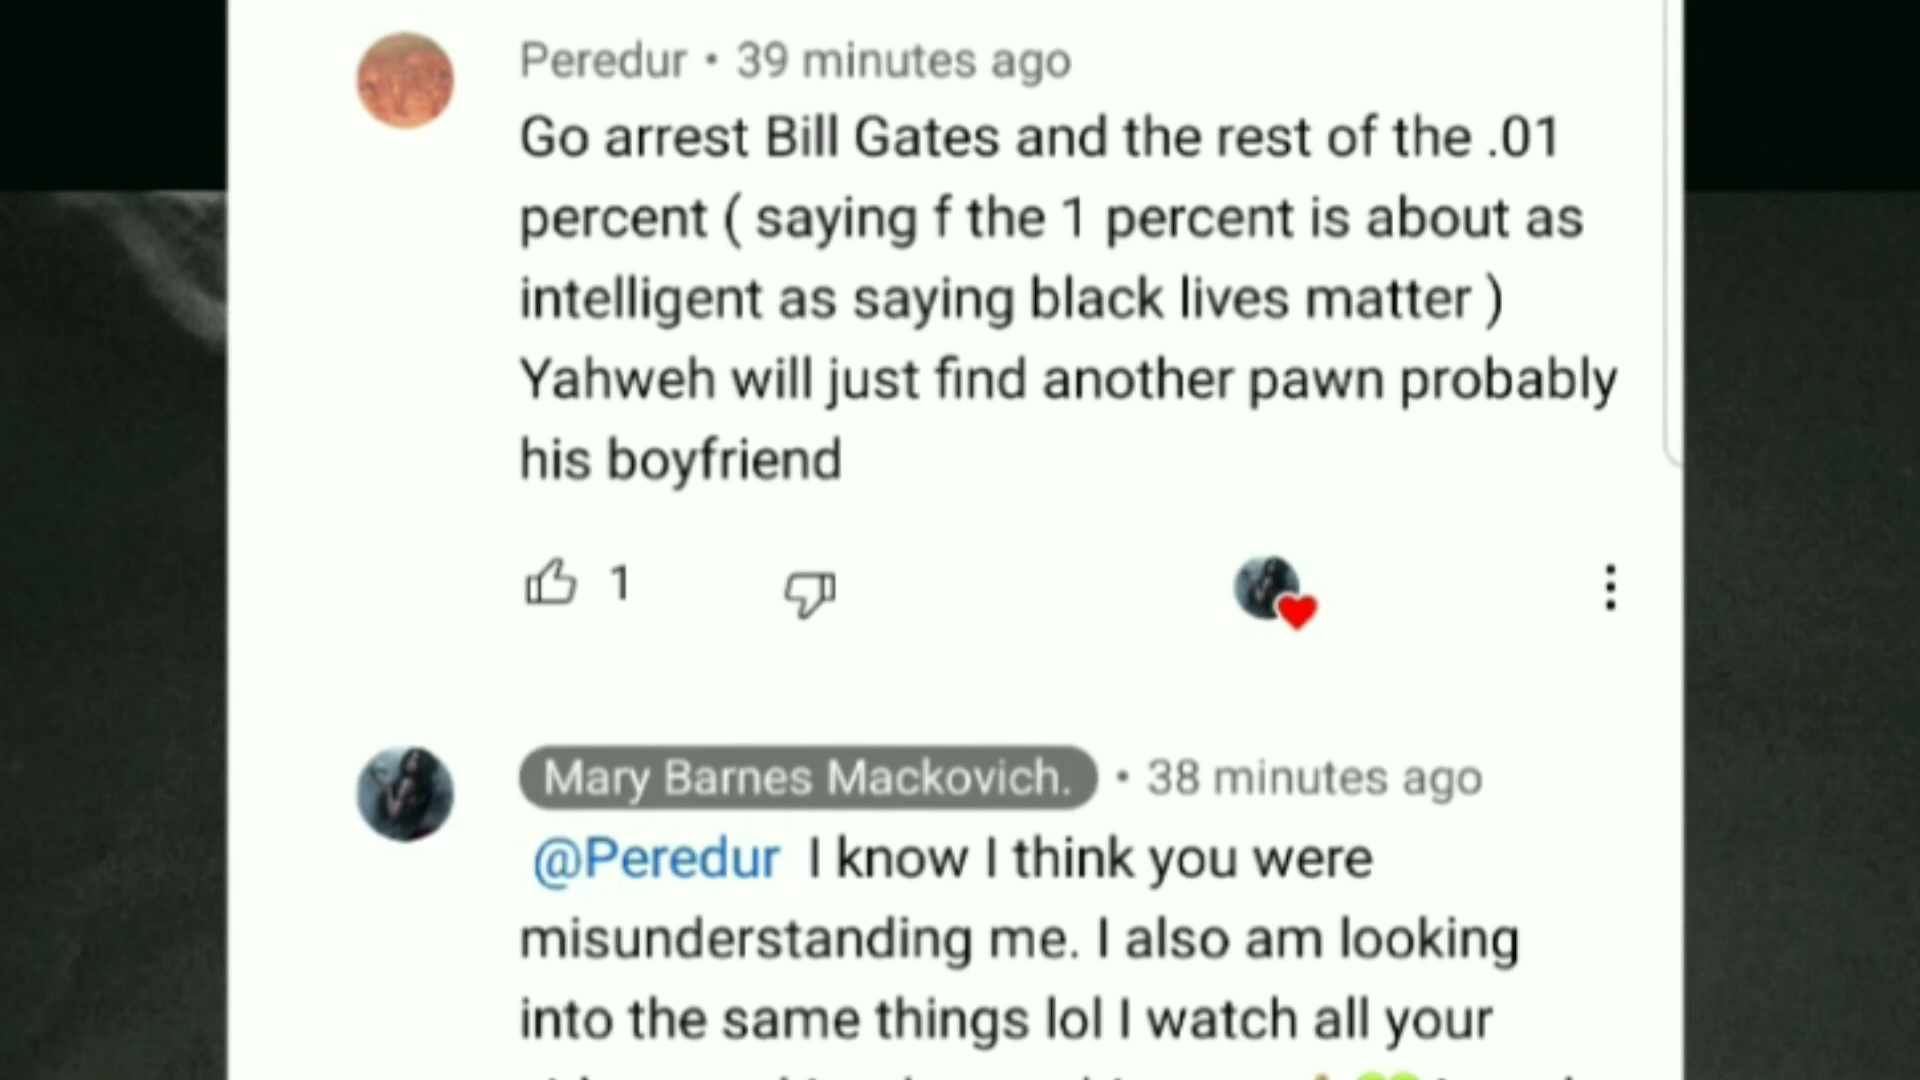 Peredur • 39 minutes ago
Go arrest Bill Gates and the rest of the .01
percent ( saying f the 1 percent is about as
intelligent as saying black lives matter )
Yahweh will just find another pawn probably
his boyfriend
1
Mary Barnes Mackovich. • 38 minutes ago
@Peredur I know I think you were
misunderstanding me. I also am looking
into the same things lol I watch all your